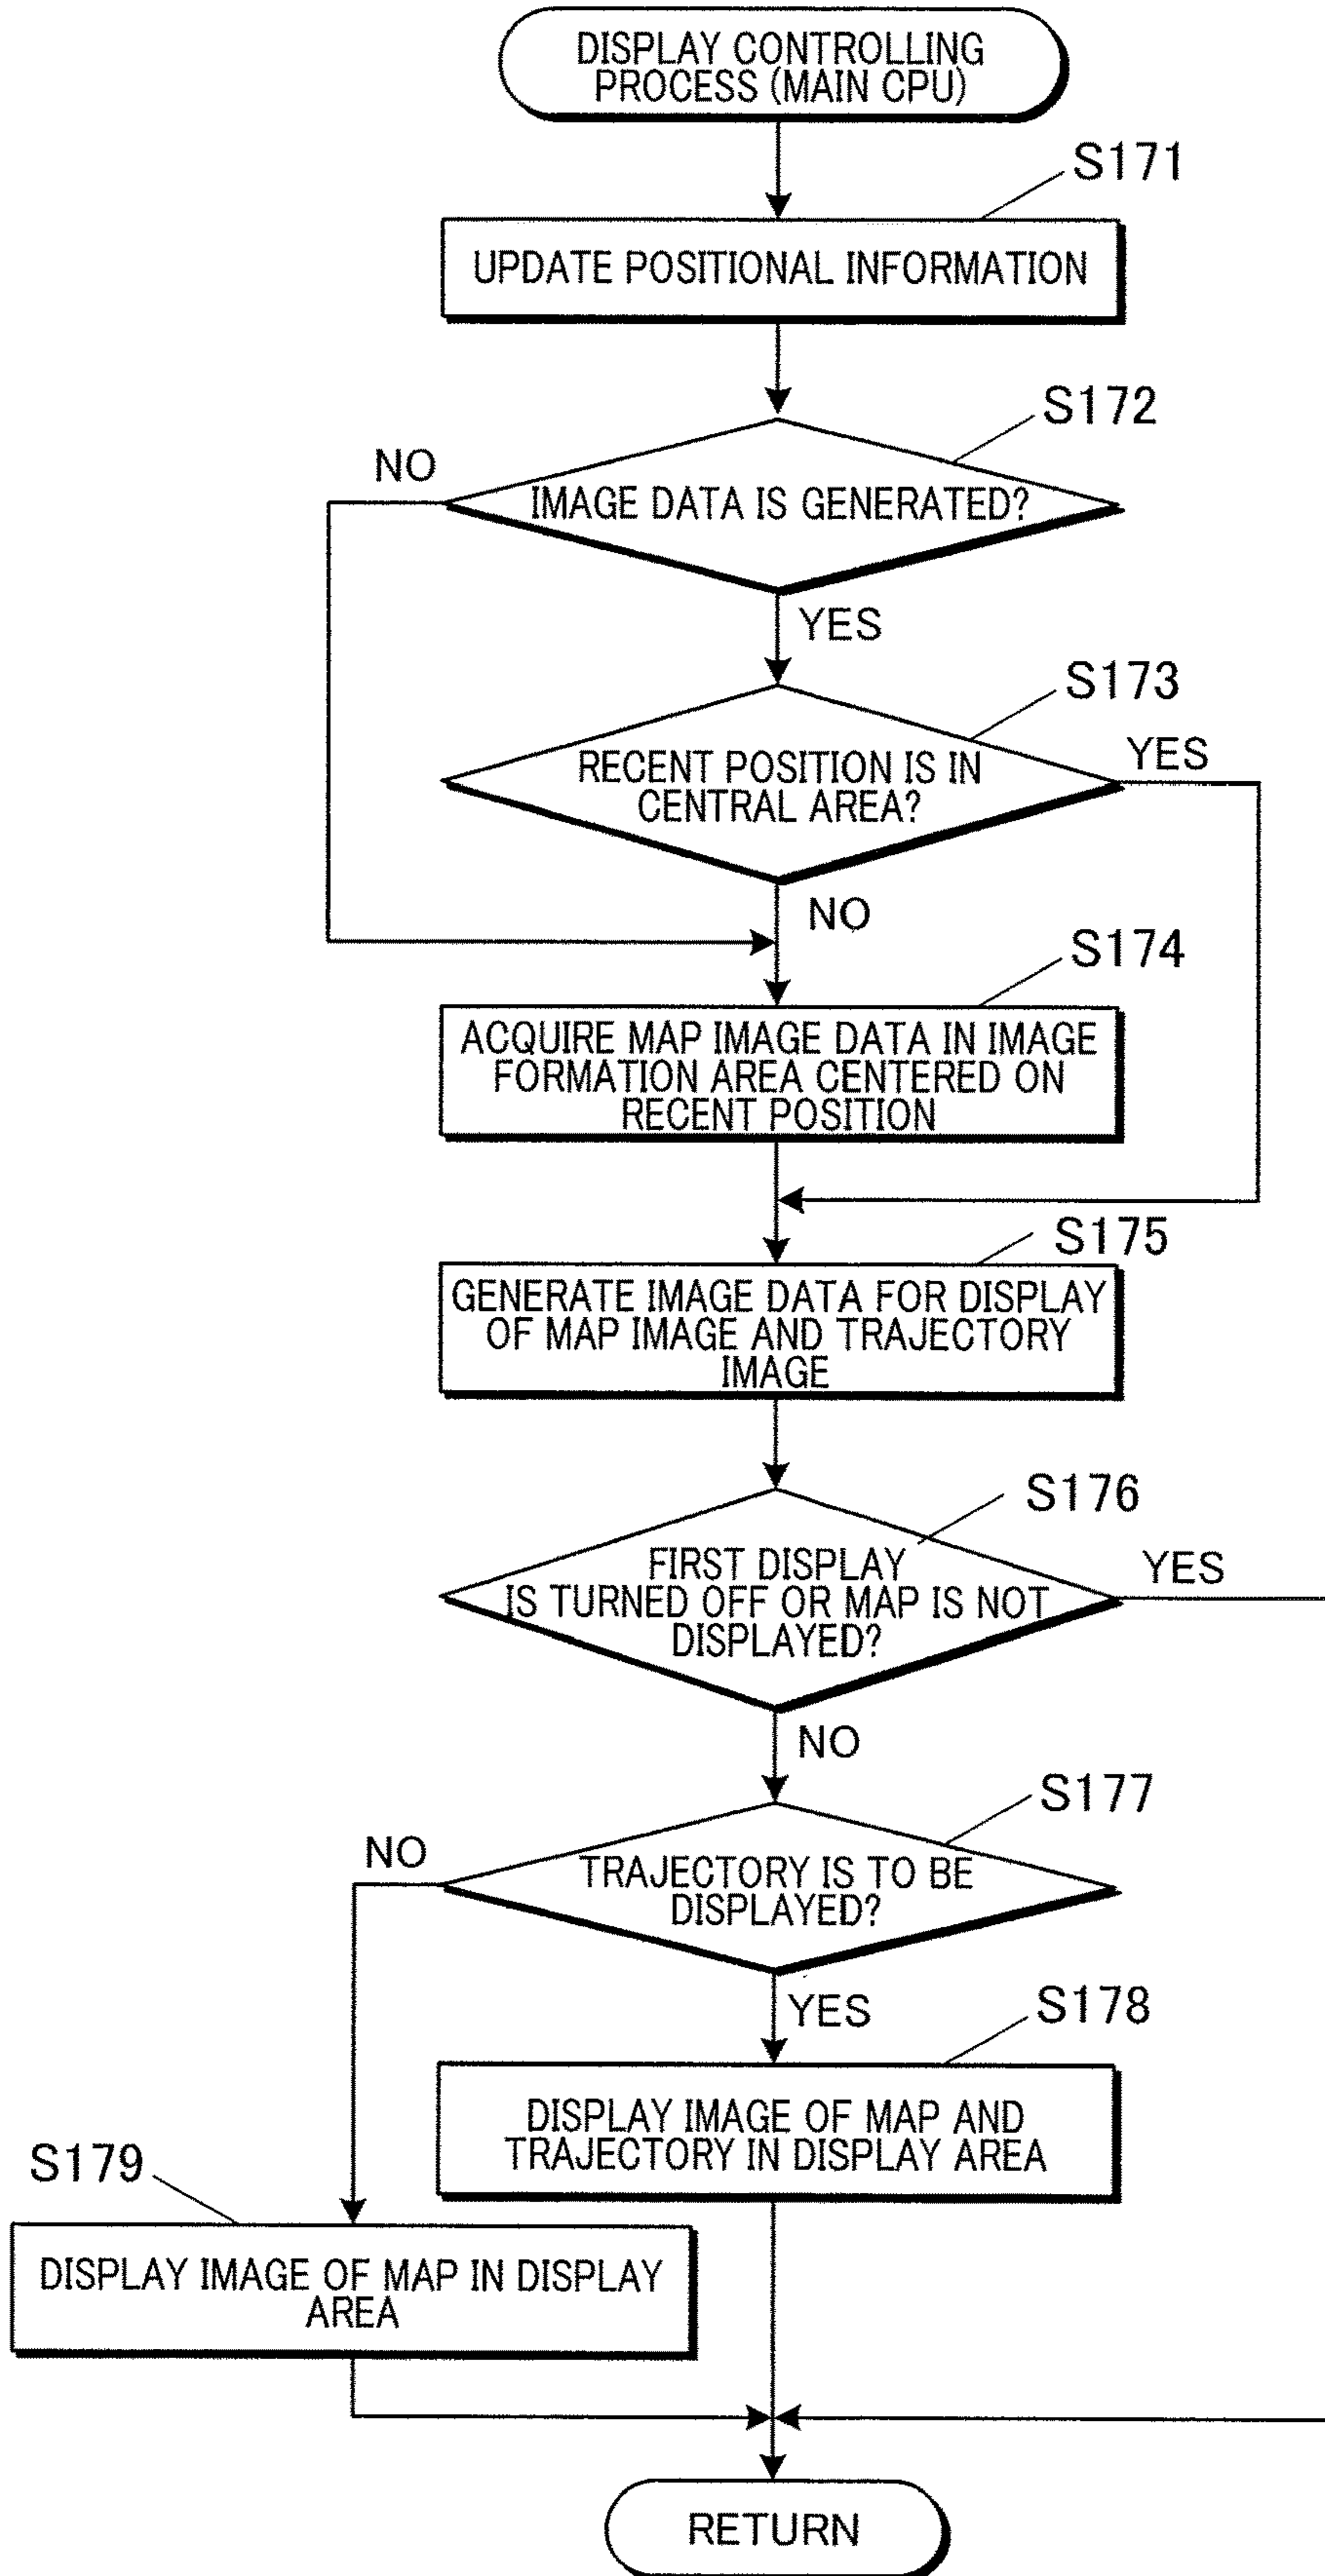 DISPLAY CONTROLLING
PROCESS (MAIN CPU)
S171
UPDATE POSITIONAL INFORMATION
S172
NO
IMAGE DATA IS GENERATED?
YES
S173
YES
RECENT POSITION IS IN
CENTRAL AREA?
NO
S174
ACQUIRE MAP IMAGE DATA IN IMAGE
FORMATION AREA CENTERED ON
RECENT POSITION
S175
GENERATE IMAGE DATA FOR DISPLAY
OF MAP IMAGE AND TRAJECTORY
IMAGE
S176
YES
FIRST DISPLAY
IS TURNED OFF OR MAP IS NOT
DISPLAYED?
NO
S177
NO
TRAJECTORY IS TO BE
DISPLAYED?
YES
S178
DISPLAY IMAGE OF MAP AND
TRAJECTORY IN DISPLAY AREA
S179
DISPLAY IMAGE OF MAP IN DISPLAY
AREA
RETURN